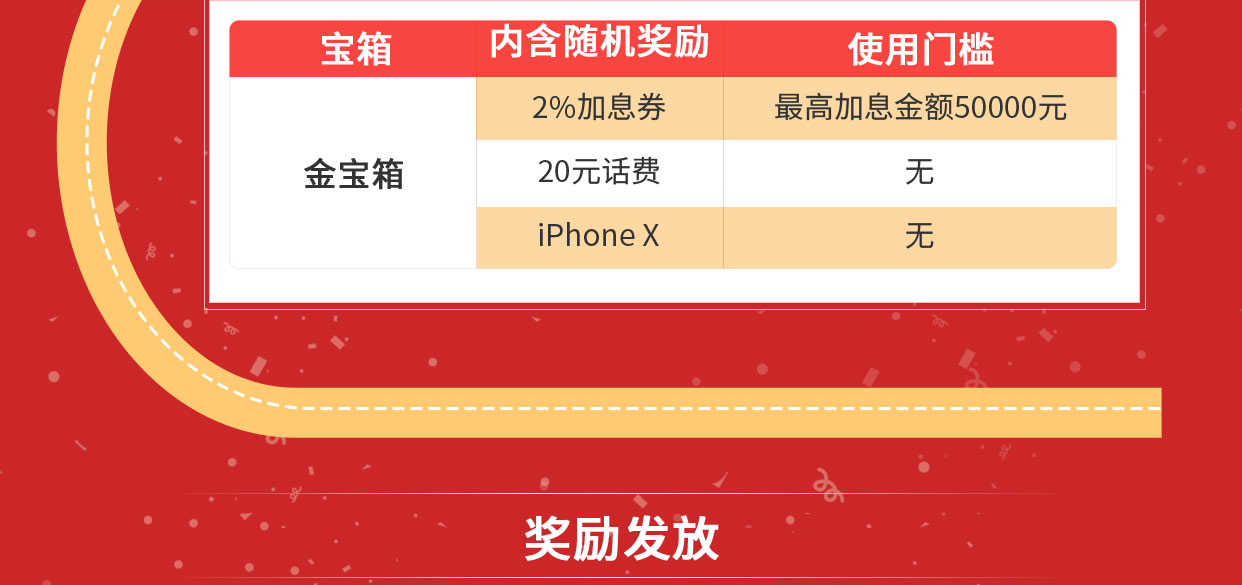 宝箱 内含随机奖励 使用门槛
2%加息券 最高加息金额50000元
金宝箱
20元话费 无
iPhone X 无
奖励发放